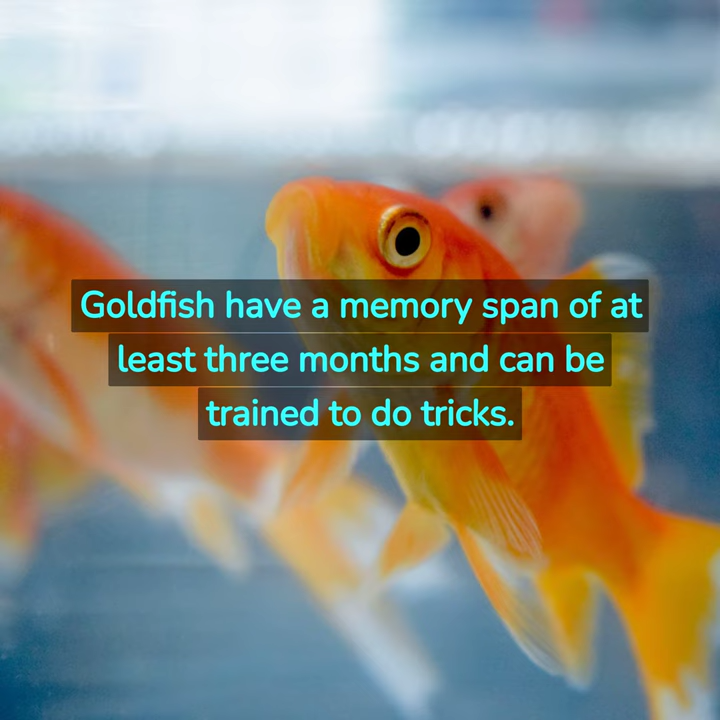 Goldfish have a memory span of at
least three months and can be
trained to do tricks.